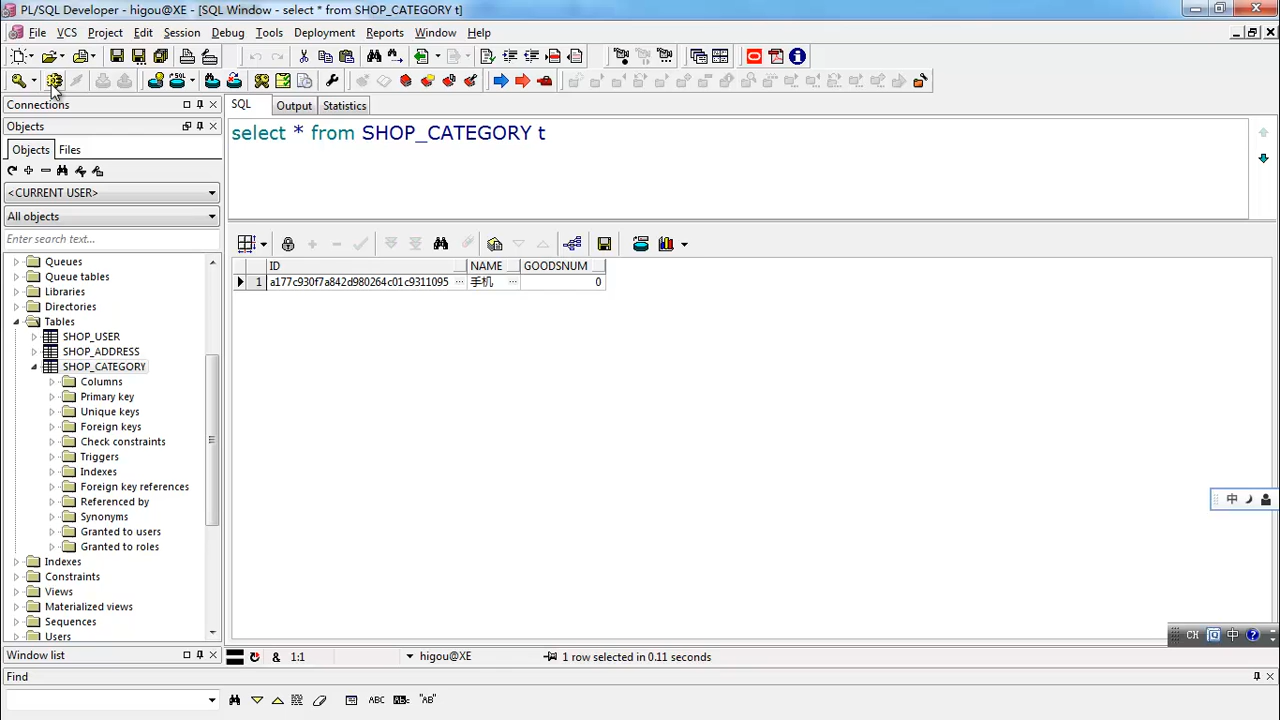 PL/SQL Developer - higou@XE - [SQL Window - select * from SHOP_CATEGORY t]
File VCS Project Edit Session Debug Tools Deployment Reports Window Help
Connections
Objects
Objects Files
<CURRENT USER>
All objects
Enter search text...
Queues
Queue tables
Libraries
Directories
Tables
SHOP_USER
SHOP_ADDRESS
SHOP_CATEGORY
Columns
Primary key
Unique keys
Foreign keys
Check constraints
Triggers
Indexes
Foreign key references
Referenced by
Synonyms
Granted to users
Granted to roles
Indexes
Constraints
Views
Materialized views
Sequences
Users
Window list
SQL Output Statistics
select * from SHOP_CATEGORY t
ID NAME GOODSNUM
1 a177c930f7a842d980264c01c9311095 ... 手机 ... 0
中
CH 中
& 1:1 higou@XE 1 row selected in 0.11 seconds
Find
ABC "AB"